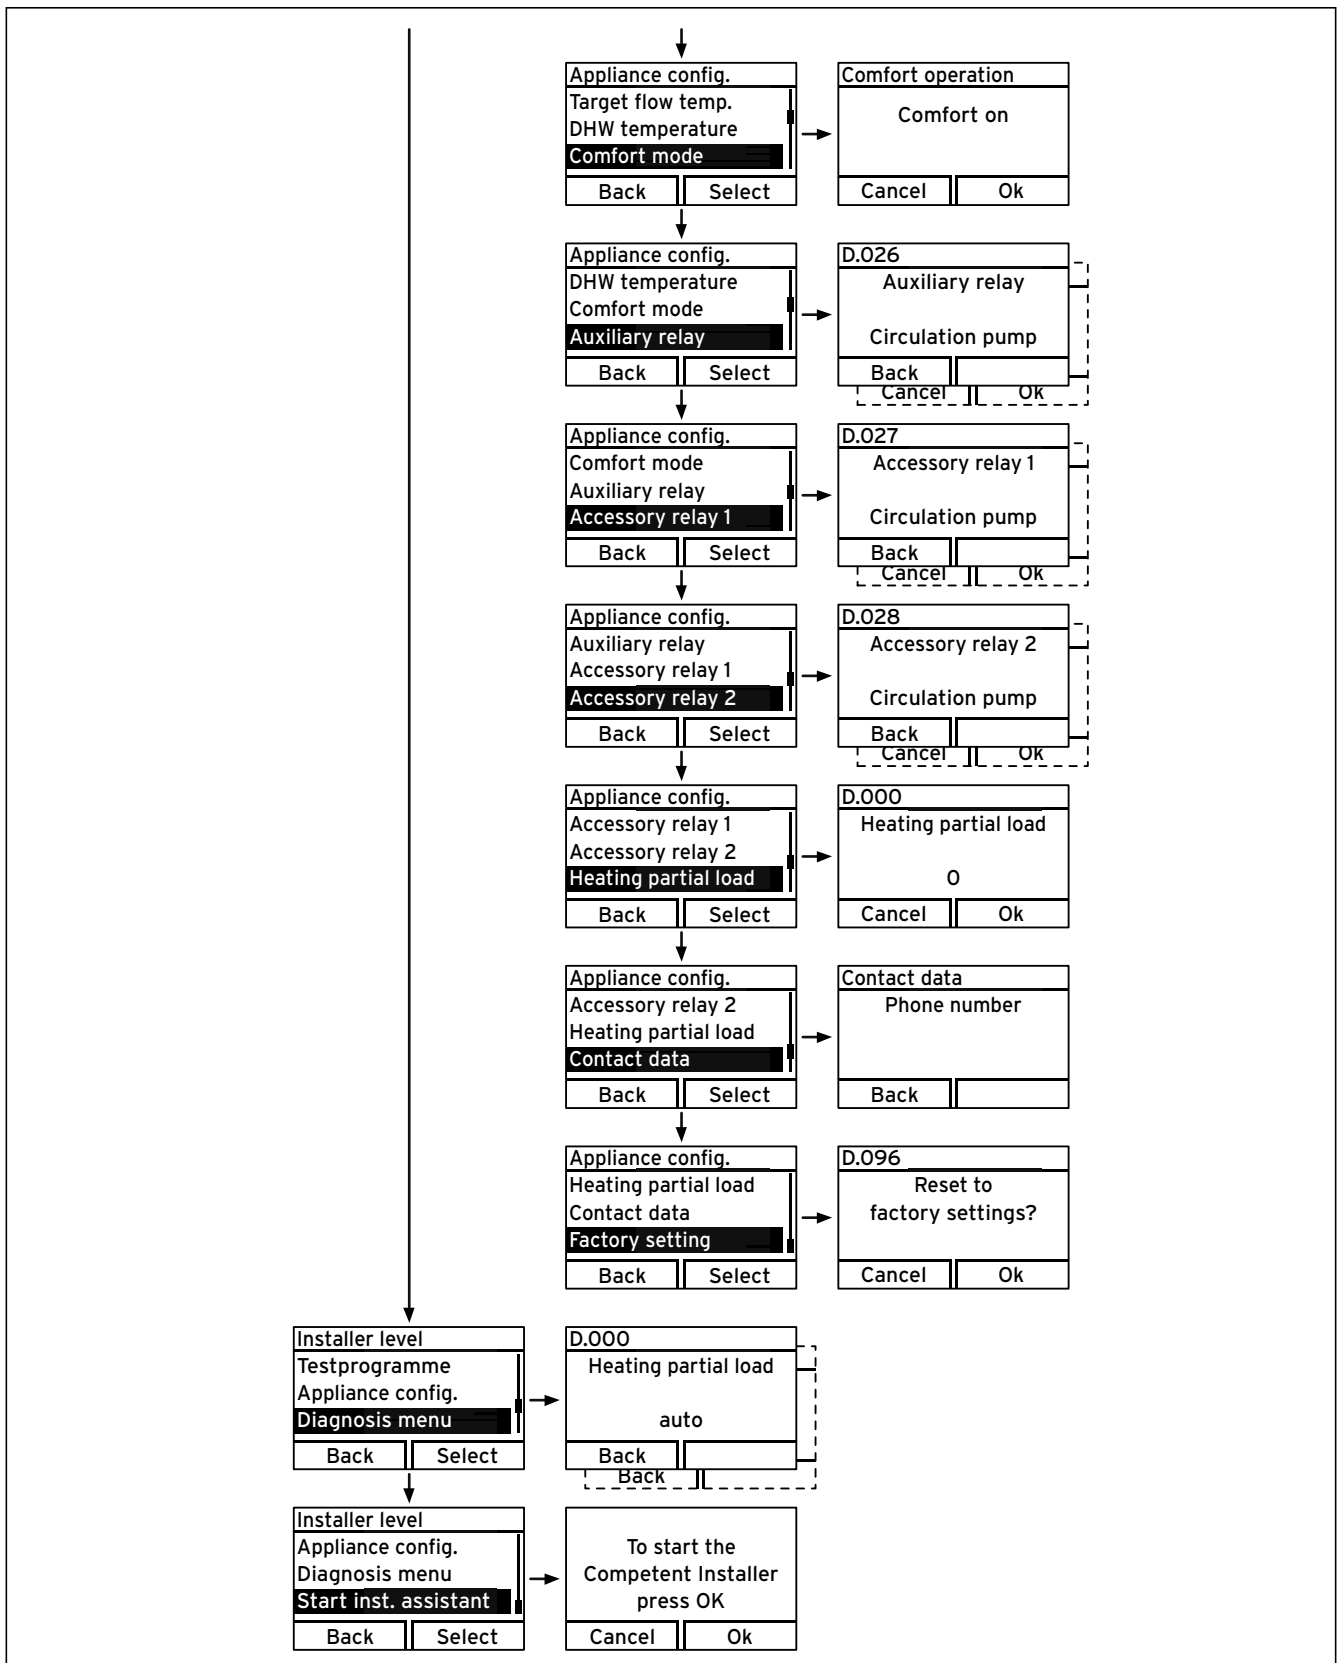 Appliance config.
Target flow temp.
DHW temperature
Comfort mode
Back Select
Comfort operation
Comfort on
Cancel Ok
Appliance config.
DHW temperature
Comfort mode
Auxiliary relay
Back Select
D.026
Auxiliary relay
Circulation pump
Back
Cancel Ok
Appliance config.
Comfort mode
Auxiliary relay
Accessory relay 1
Back Select
D.027
Accessory relay 1
Circulation pump
Back
Cancel Ok
Appliance config.
Auxiliary relay
Accessory relay 1
Accessory relay 2
Back Select
D.028
Accessory relay 2
Circulation pump
Back
Cancel Ok
Appliance config.
Accessory relay 1
Accessory relay 2
Heating partial load
Back Select
D.000
Heating partial load
0
Cancel Ok
Appliance config.
Accessory relay 2
Heating partial load
Contact data
Back Select
Contact data
Phone number
Back
Appliance config.
Heating partial load
Contact data
Factory setting
Back Select
D.096
Reset to
factory settings?
Cancel Ok
Installer level
Testprogramme
Appliance config.
Diagnosis menu
Back Select
D.000
Heating partial load
auto
Back
Back
Installer level
Appliance config.
Diagnosis menu
Start inst. assistant
Back Select
To start the
Competent Installer
press OK
Cancel Ok